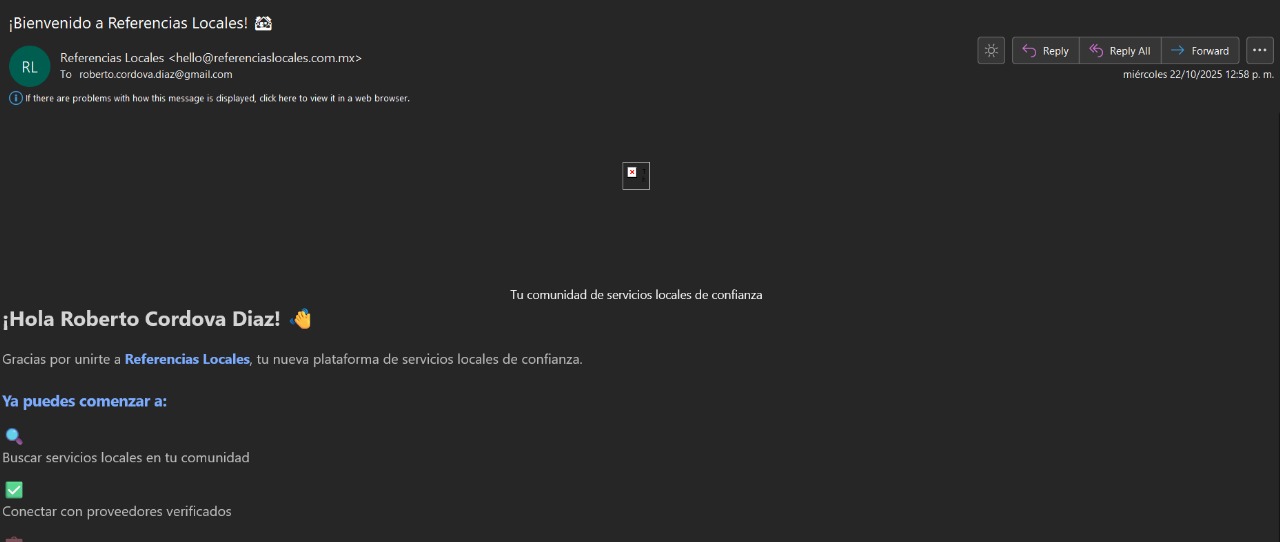 ¡Bienvenido a Referencias Locales!
RL
Referencias Locales <hello@referenciaslocales.com.mx>
To roberto.cordova.diaz@gmail.com
Reply
Reply All
Forward
miércoles 22/10/2025 12:58 p. m.
If there are problems with how this message is displayed, click here to view it in a web browser.
Tu comunidad de servicios locales de confianza
¡Hola Roberto Cordova Diaz! 👋
Gracias por unirte a Referencias Locales, tu nueva plataforma de servicios locales de confianza.
Ya puedes comenzar a:
🔍
Buscar servicios locales en tu comunidad
✅
Conectar con proveedores verificados